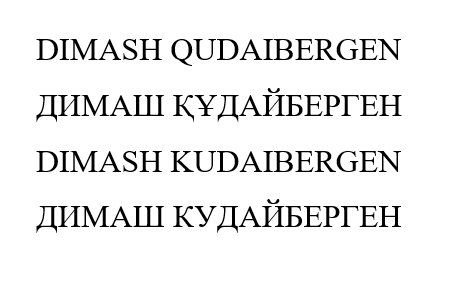 DIMASH QUDAIBERGEN
ДИМАШ ҚҰДАЙБЕРГЕН
DIMASH KUDAIBERGEN
ДИМАШ КУДАЙБЕРГЕН